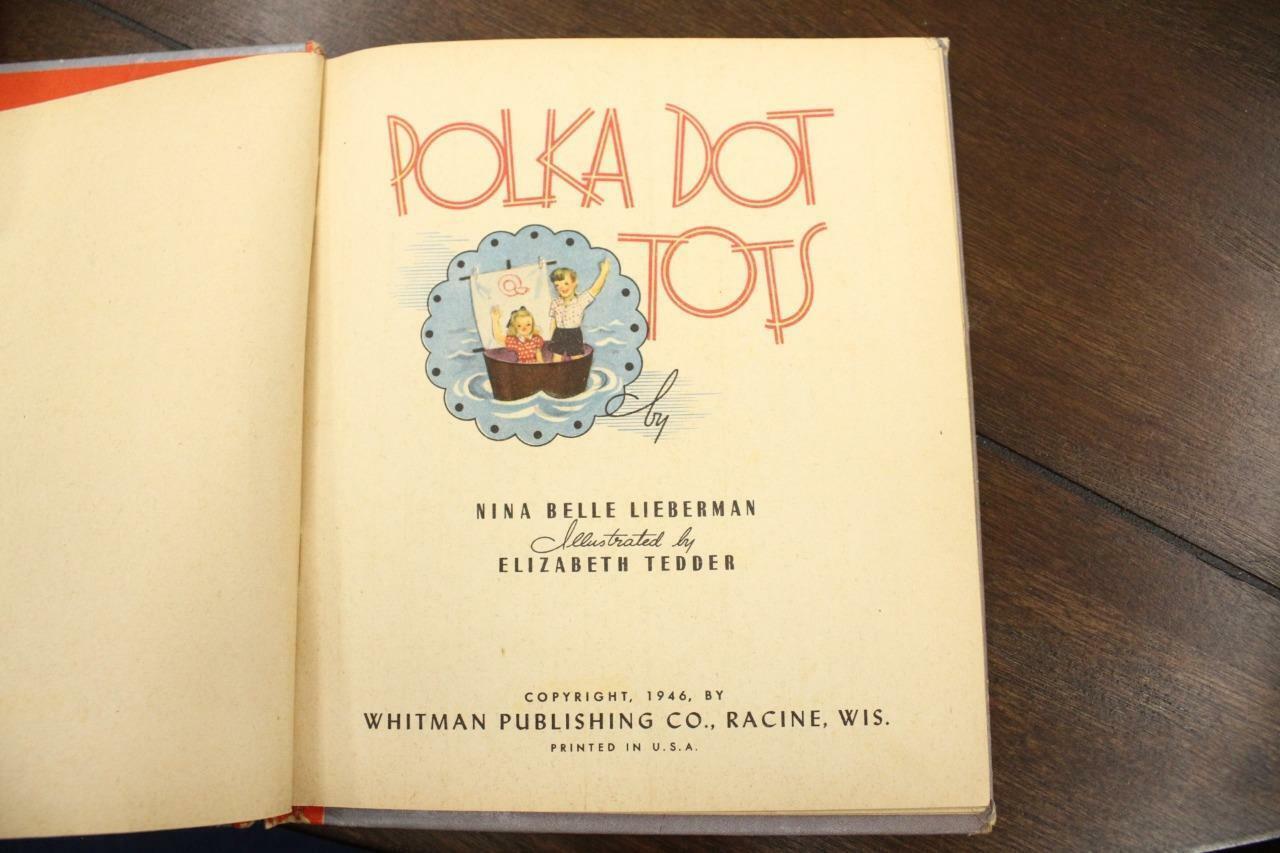 POLKA DOT
TOTS
by
NINA BELLE LIEBERMAN
Illustrated by
ELIZABETH TEDDER
COPYRIGHT, 1946, BY
WHITMAN PUBLISHING CO., RACINE, WIS.
PRINTED IN U.S.A.